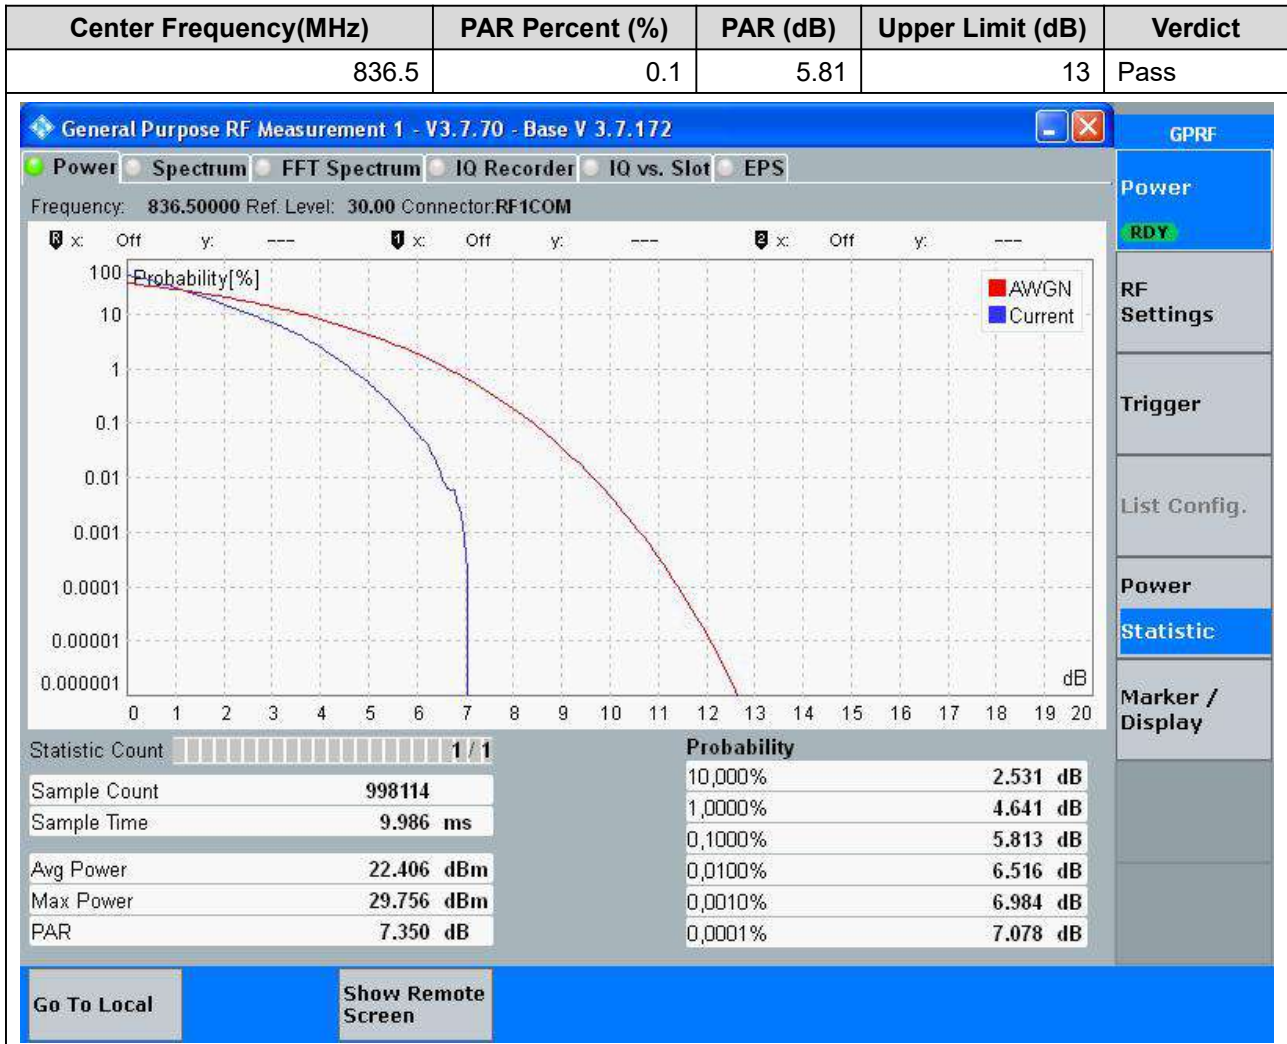 Center Frequency(MHz) PAR Percent (%) PAR (dB) Upper Limit (dB) Verdict
836.5 0.1 5.81 13 Pass
General Purpose RF Measurement 1 - V3.7.70 - Base V 3.7.172
GPRF
Power Spectrum FFT Spectrum IQ Recorder IQ vs. Slot EPS
Power
RDY
Frequency: 836.50000 Ref. Level: 30.00 Connector:RF1COM
R x: Off y: --- 1 x: Off y: --- 2 x: Off y: ---
Probability[%]
100
10
1
0.1
0.01
0.001
0.0001
0.00001
0.000001
AWGN
Current
dB
0 1 2 3 4 5 6 7 8 9 10 11 12 13 14 15 16 17 18 19 20
RF
Settings
Trigger
List Config.
Power
Statistic
Marker /
Display
Statistic Count 1 / 1
Sample Count 998114
Sample Time 9.986 ms
Avg Power 22.406 dBm
Max Power 29.756 dBm
PAR 7.350 dB
Probability
10,000% 2.531 dB
1,0000% 4.641 dB
0,1000% 5.813 dB
0,0100% 6.516 dB
0,0010% 6.984 dB
0,0001% 7.078 dB
Go To Local
Show Remote
Screen